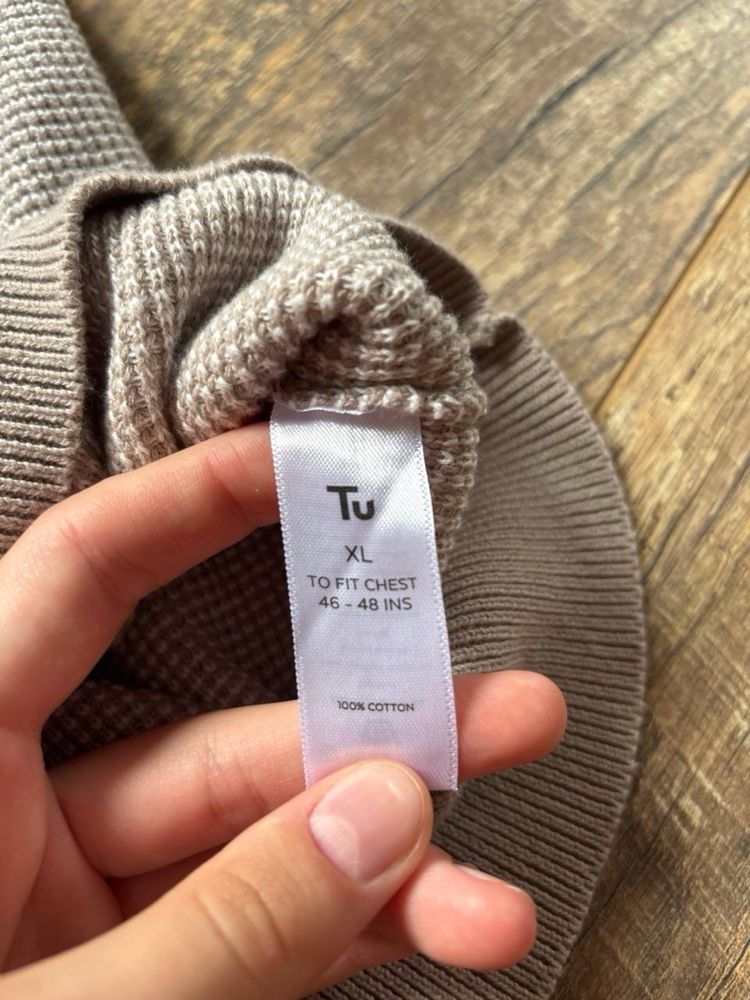 Tu
XL
TO FIT CHEST
46 - 48 INS
100% COTTON